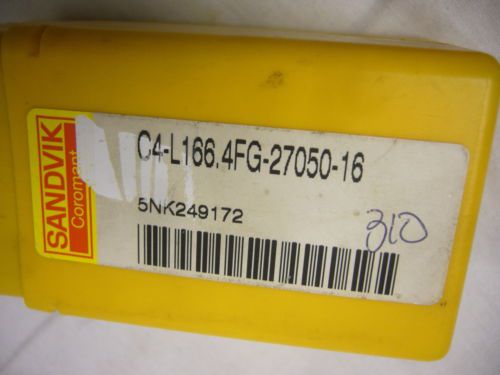 SANDVIK
Coromant
C4-L166.4FG-27050-16
5NK249172
310